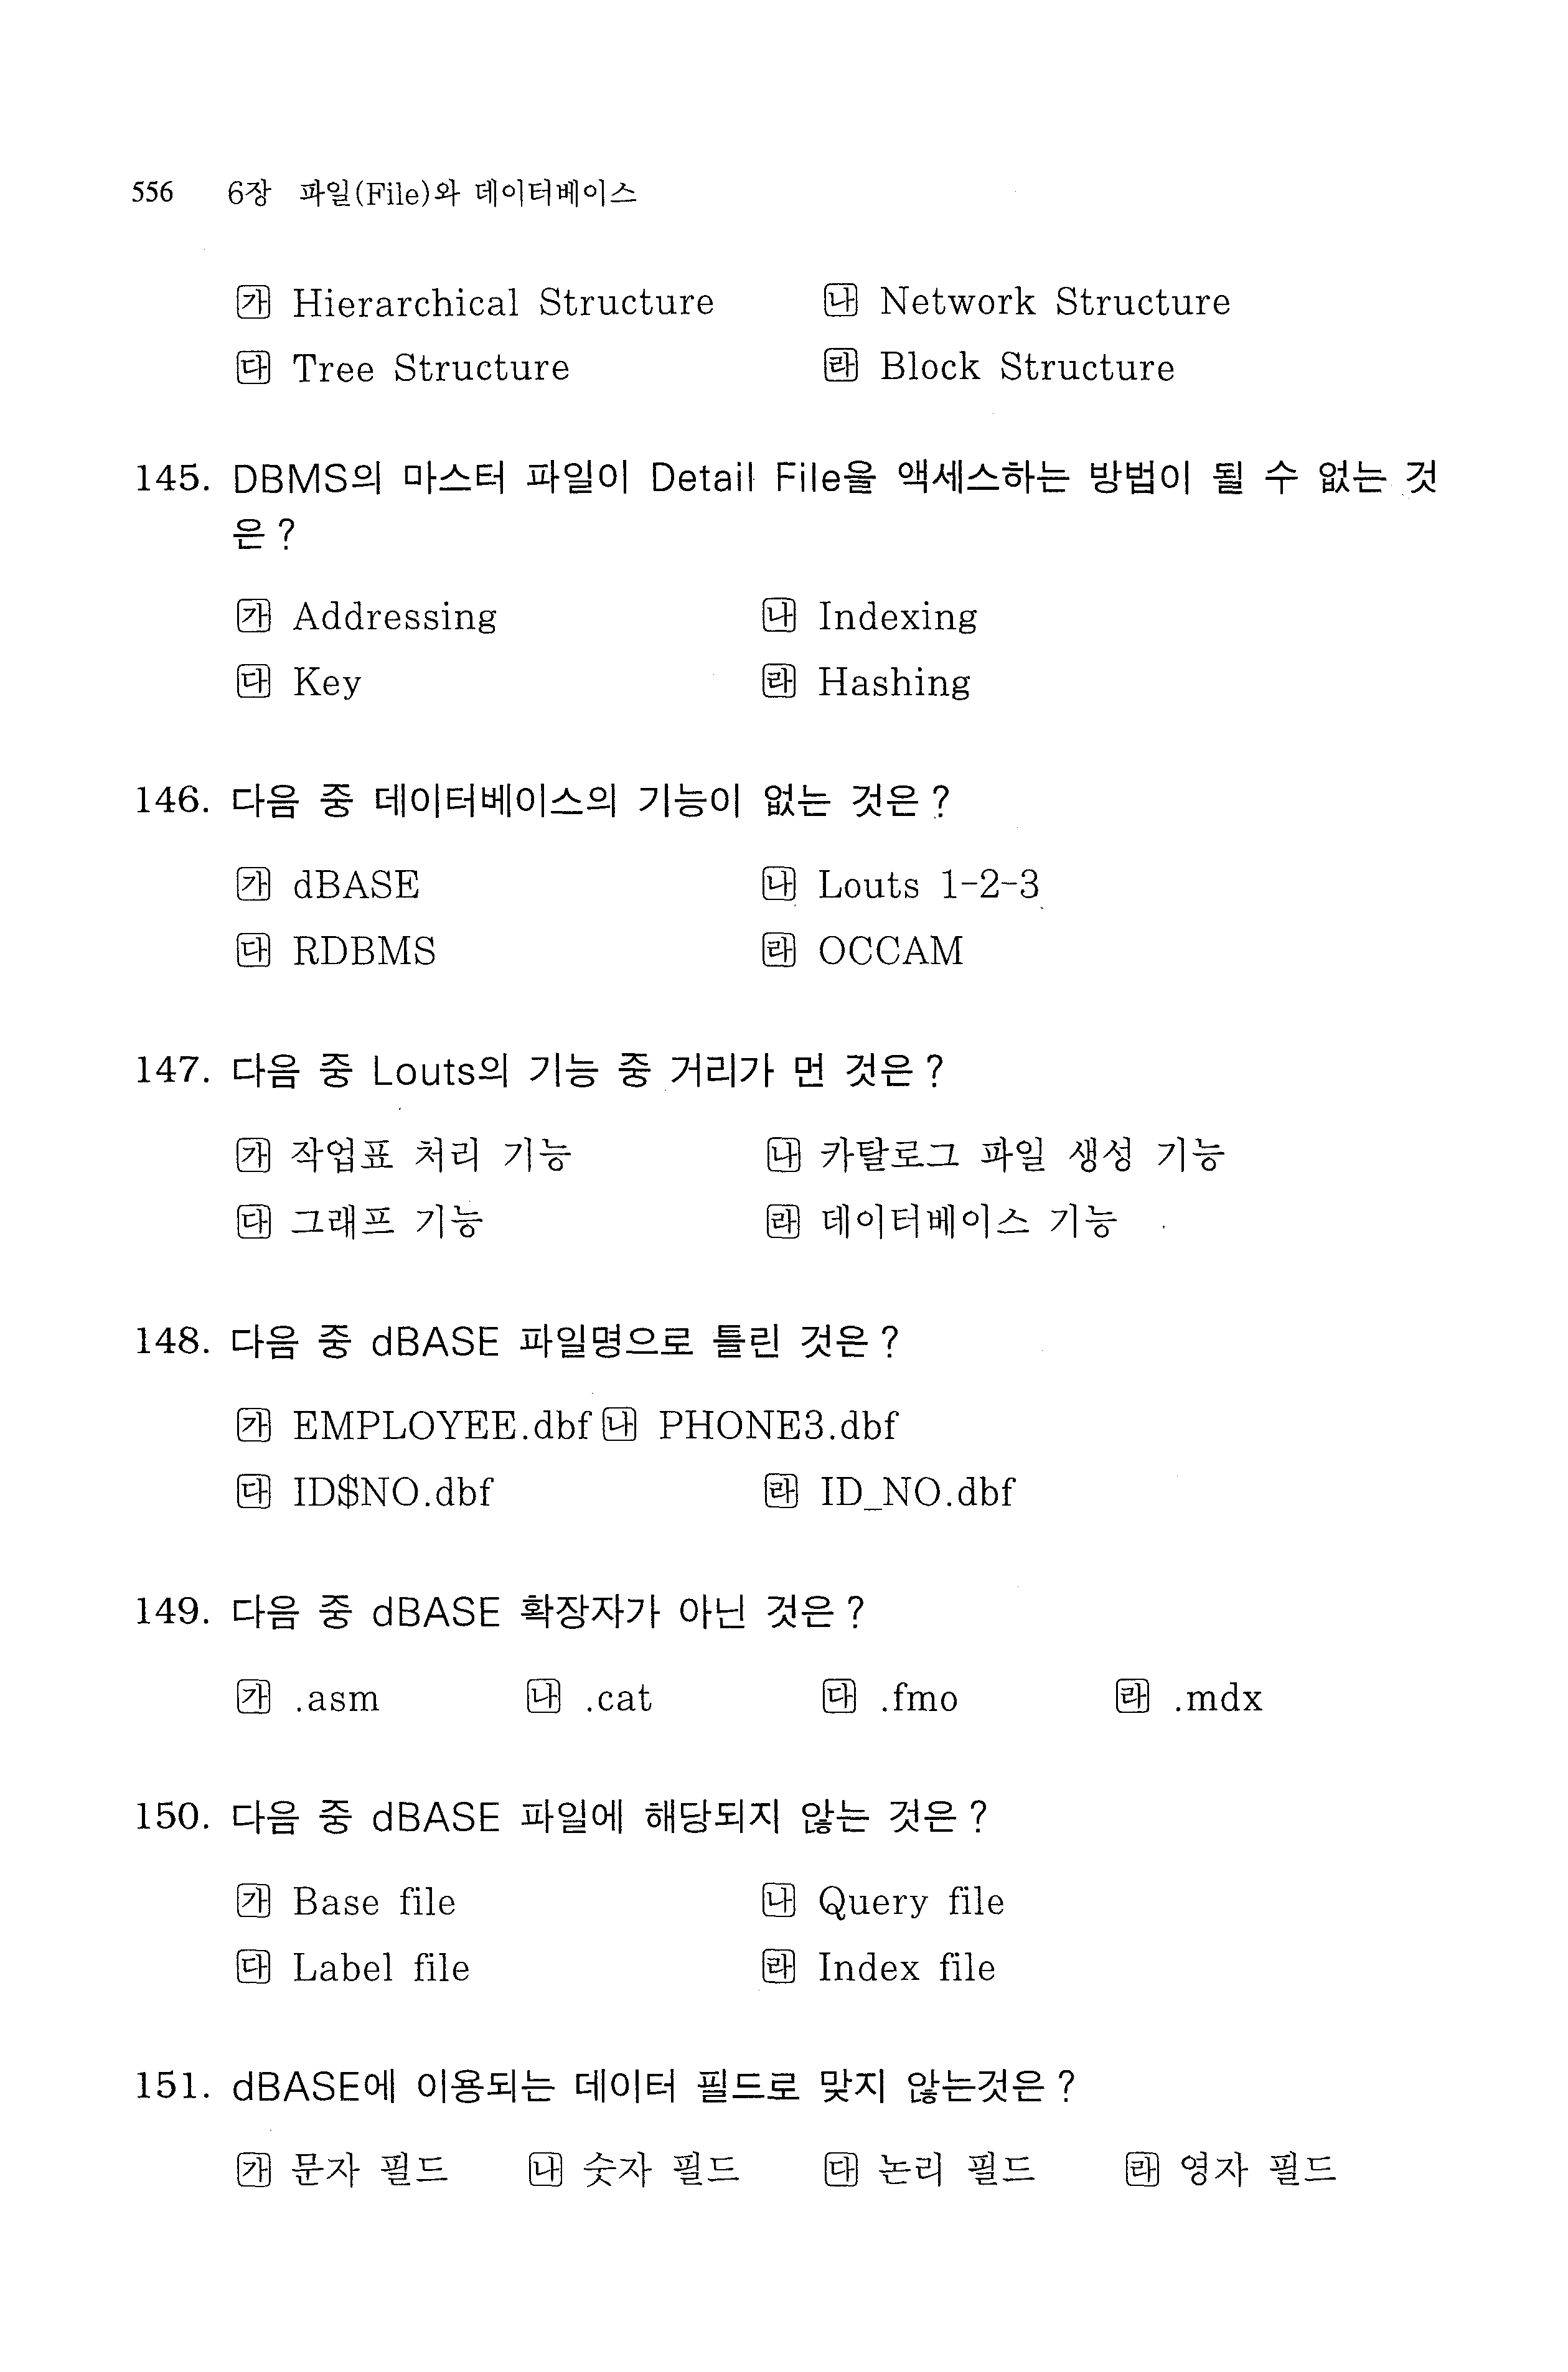 556 6장 파일(File)와 데이터베이스
가 Hierarchical Structure 나 Network Structure
다 Tree Structure 라 Block Structure
145. DBMS의 마스터 파일이 Detail File을 액세스하는 방법이 될 수 없는 것
은?
가 Addressing 나 Indexing
다 Key 라 Hashing
146. 다음 중 데이터베이스의 기능이 없는 것은?
가 dBASE 나 Louts 1-2-3
다 RDBMS 라 OCCAM
147. 다음 중 Louts의 기능 중 거리가 먼 것은?
가 작업표 처리 기능 나 카탈로그 파일 생성 기능
다 그래프 기능 라 데이터베이스 기능
148. 다음 중 dBASE 파일명으로 틀린 것은?
가 EMPLOYEE.dbf 나 PHONE3.dbf
다 ID$NO.dbf 라 ID_NO.dbf
149. 다음 중 dBASE 확장자가 아닌 것은?
가 .asm 나 .cat 다 .fmo 라 .mdx
150. 다음 중 dBASE 파일에 해당되지 않는 것은?
가 Base file 나 Query file
다 Label file 라 Index file
151. dBASE에 이용되는 데이터 필드로 맞지 않는것은?
가 문자 필드 나 숫자 필드 다 논리 필드 라 영자 필드